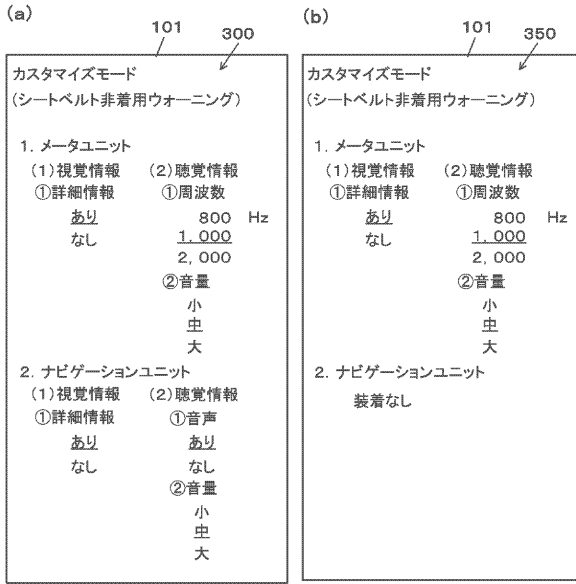 (a)
101
300
カスタマイズモード
(シートベルト非着用ウォーニング)
1. メータユニット
(1)視覚情報 (2)聴覚情報
①詳細情報 ①周波数
あり 800 Hz
なし 1,000
2,000
②音量
小
中
大
2. ナビゲーションユニット
(1)視覚情報 (2)聴覚情報
①詳細情報 ①音声
あり あり
なし なし
②音量
小
中
大
(b)
101
350
カスタマイズモード
(シートベルト非着用ウォーニング)
1. メータユニット
(1)視覚情報 (2)聴覚情報
①詳細情報 ①周波数
あり 800 Hz
なし 1,000
2,000
②音量
小
中
大
2. ナビゲーションユニット
装着なし